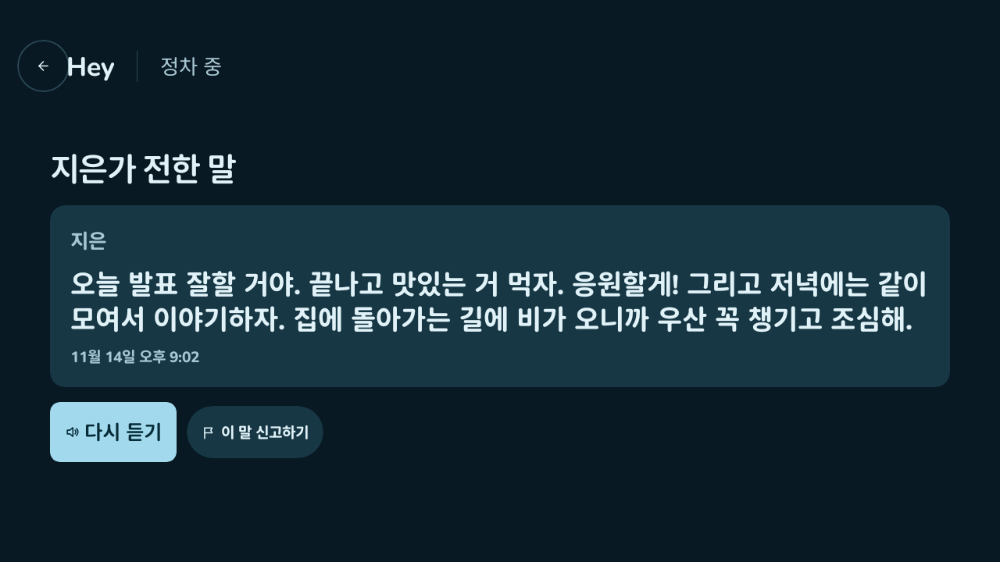 Hey
정차 중
지은가 전한 말
지은
오늘 발표 잘할 거야. 끝나고 맛있는 거 먹자. 응원할게! 그리고 저녁에는 같이
모여서 이야기하자. 집에 돌아가는 길에 비가 오니까 우산 꼭 챙기고 조심해.
11월 14일 오후 9:02
다시 듣기
이 말 신고하기